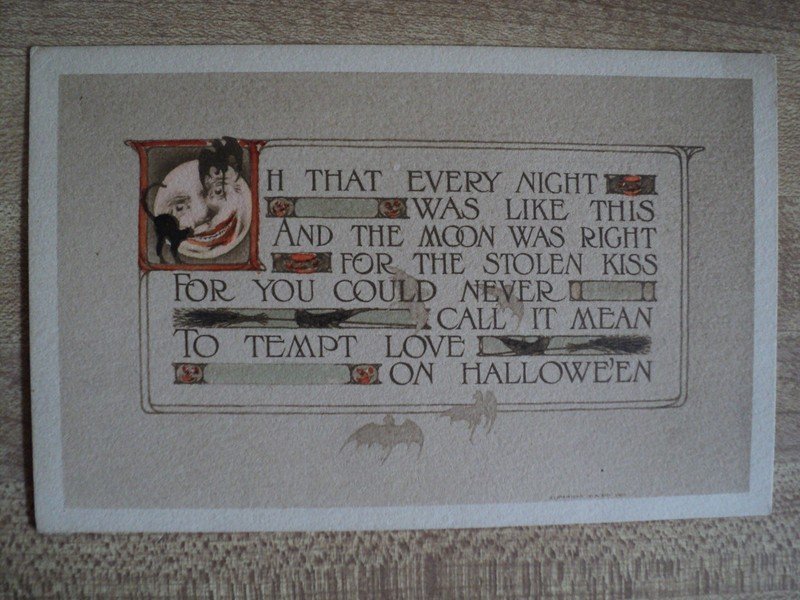 OH THAT EVERY NIGHT
WAS LIKE THIS
AND THE MOON WAS RIGHT
FOR THE STOLEN KISS
FOR YOU COULD NEVER
CALL IT MEAN
TO TEMPT LOVE
ON HALLOWE'EN